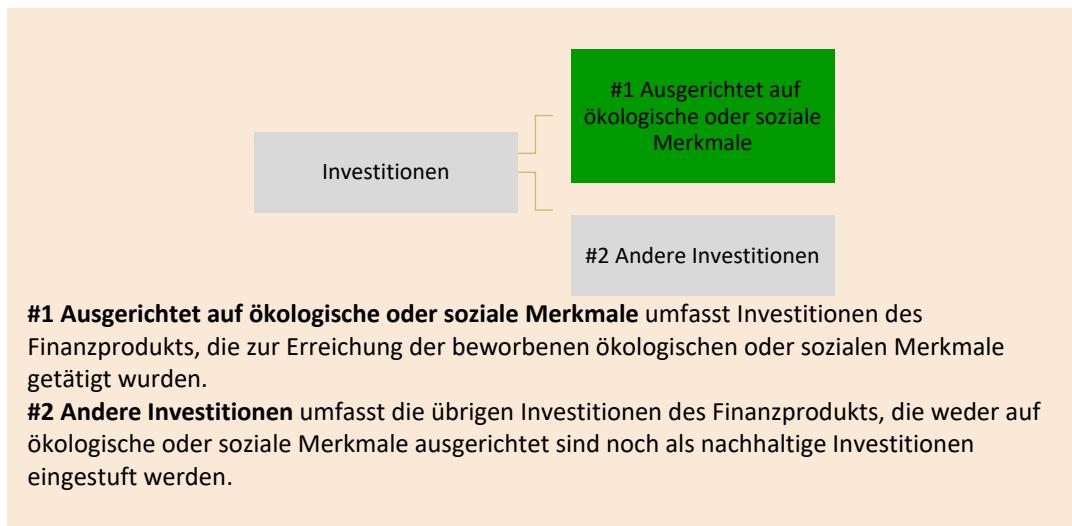 #1 Ausgerichtet auf
ökologische oder soziale
Merkmale
Investitionen
#2 Andere Investitionen
#1 Ausgerichtet auf ökologische oder soziale Merkmale umfasst Investitionen des
Finanzprodukts, die zur Erreichung der beworbenen ökologischen oder sozialen Merkmale
getätigt wurden.
#2 Andere Investitionen umfasst die übrigen Investitionen des Finanzprodukts, die weder auf
ökologische oder soziale Merkmale ausgerichtet sind noch als nachhaltige Investitionen
eingestuft werden.